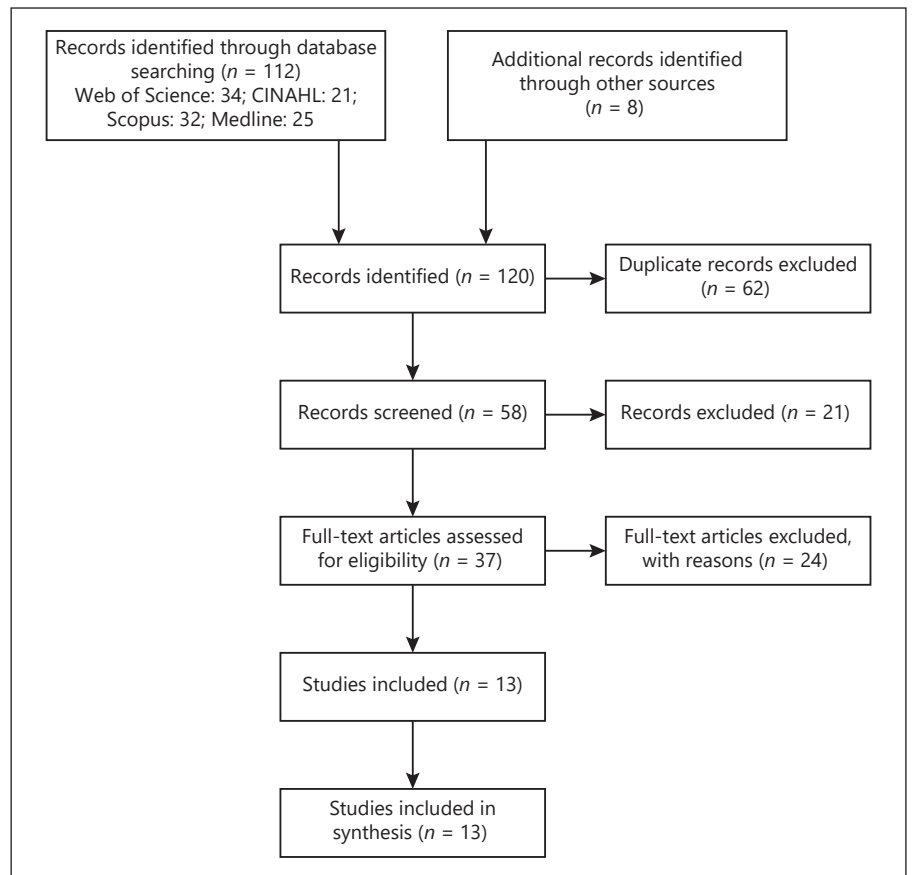 Records identified through database
searching (n = 112)
Web of Science: 34; CINAHL: 21;
Scopus: 32; Medline: 25
Additional records identified
through other sources
(n = 8)
Records identified (n = 120)
Duplicate records excluded
(n = 62)
Records screened (n = 58)
Records excluded (n = 21)
Full-text articles assessed
for eligibility (n = 37)
Full-text articles excluded,
with reasons (n = 24)
Studies included (n = 13)
Studies included in
synthesis (n = 13)